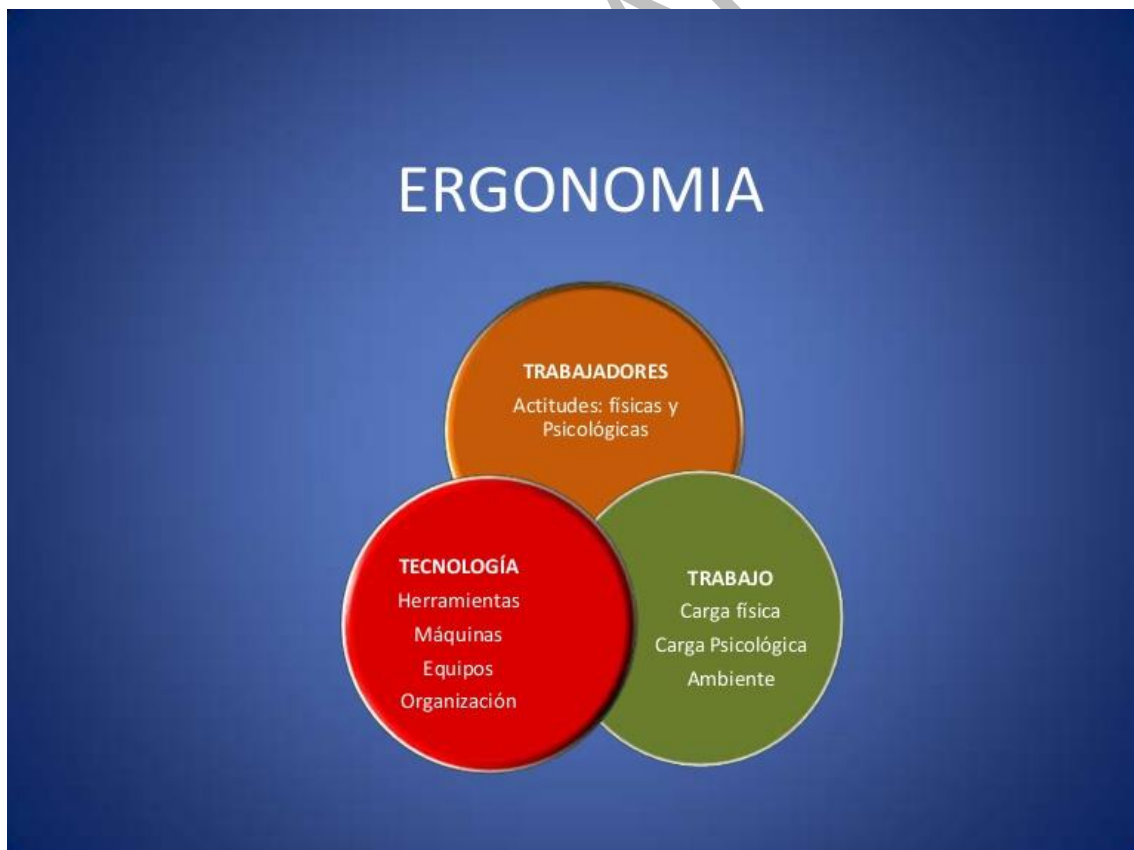 ERGONOMIA
TRABAJADORES
Actitudes: físicas y
Psicológicas
TECNOLOGÍA
Herramientas
Máquinas
Equipos
Organización
TRABAJO
Carga física
Carga Psicológica
Ambiente